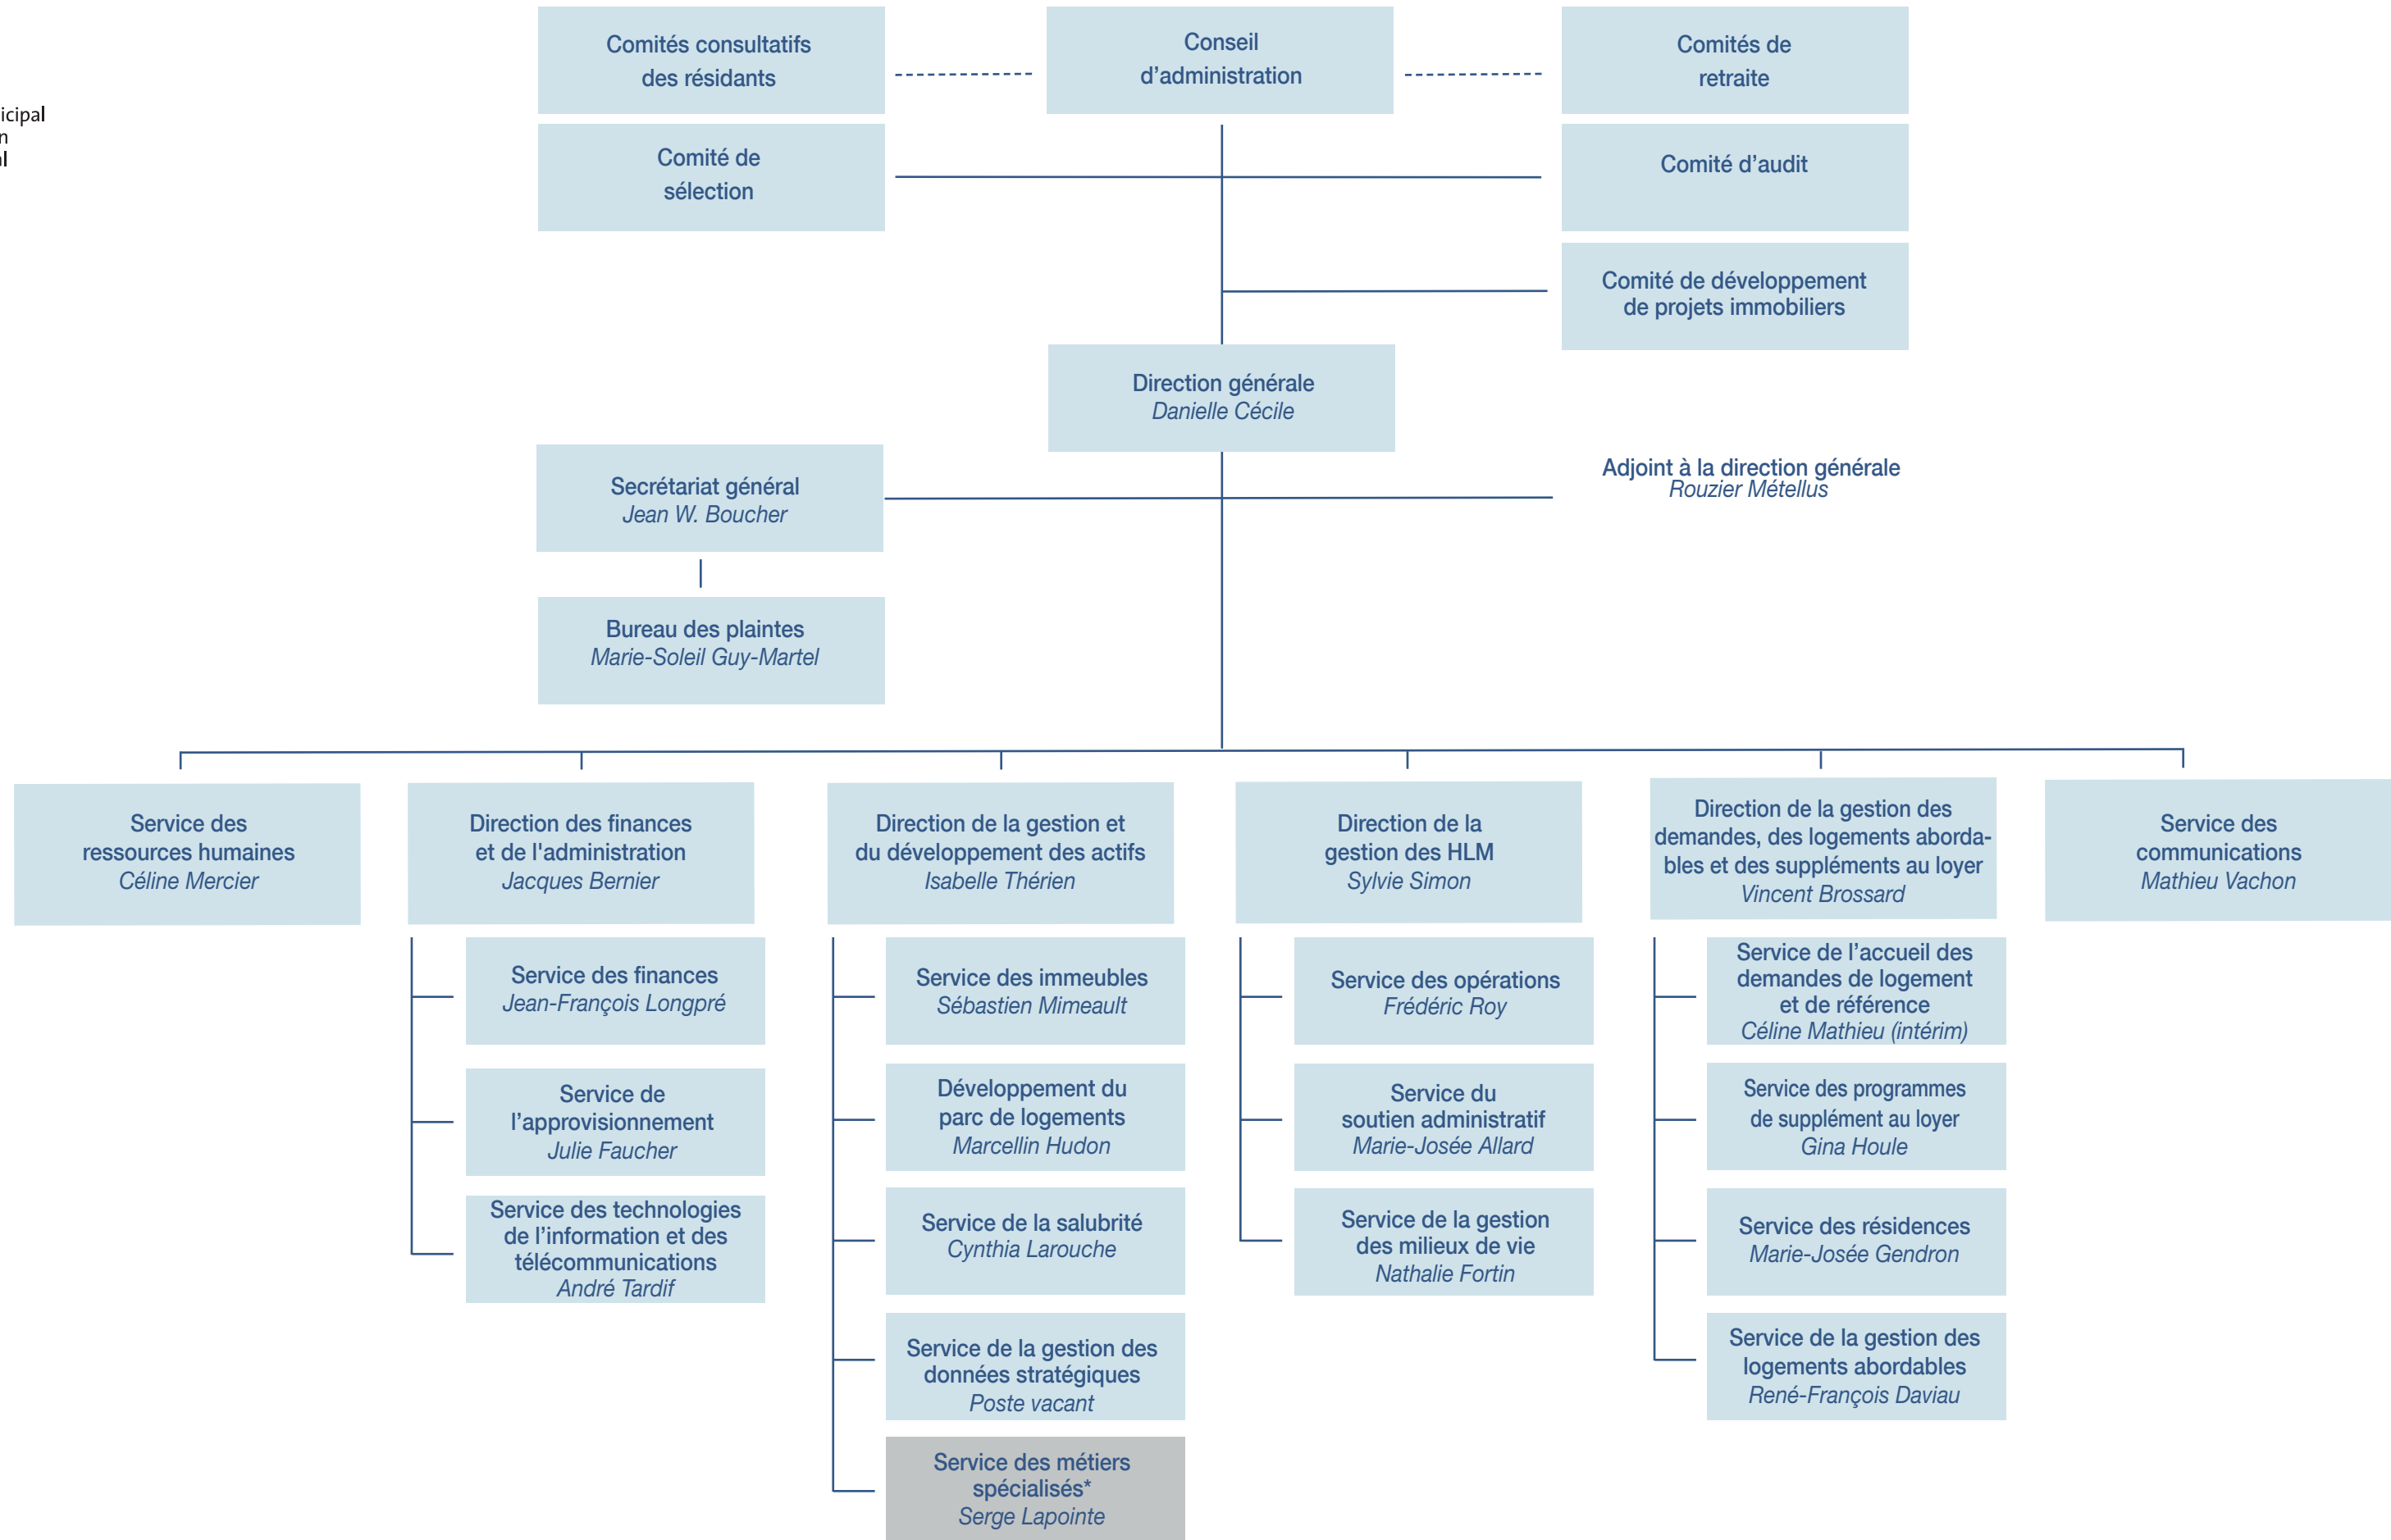 Comités consultatifs
des résidants
Conseil
d’administration
Comités de
retraite
icipal
n
l
Comité de
sélection
Comité d’audit
Comité de développement
de projets immobiliers
Direction générale
Danielle Cécile
Secrétariat général
Jean W. Boucher
Adjoint à la direction générale
Rouzier Métellus
Bureau des plaintes
Marie-Soleil Guy-Martel
Service des
ressources humaines
Céline Mercier
Direction des finances
et de l'administration
Jacques Bernier
Direction de la gestion et
du développement des actifs
Isabelle Thérien
Direction de la
gestion des HLM
Sylvie Simon
Direction de la gestion des
demandes, des logements aborda-
bles et des suppléments au loyer
Vincent Brossard
Service des
communications
Mathieu Vachon
Service des finances
Jean-François Longpré
Service de
l’approvisionnement
Julie Faucher
Service des technologies
de l’information et des
télécommunications
André Tardif
Service des immeubles
Sébastien Mimeault
Développement du
parc de logements
Marcellin Hudon
Service de la salubrité
Cynthia Larouche
Service de la gestion des
données stratégiques
Poste vacant
Service des métiers
spécialisés*
Serge Lapointe
Service des opérations
Frédéric Roy
Service du
soutien administratif
Marie-Josée Allard
Service de la gestion
des milieux de vie
Nathalie Fortin
Service de l’accueil des
demandes de logement
et de référence
Céline Mathieu (intérim)
Service des programmes
de supplément au loyer
Gina Houle
Service des résidences
Marie-Josée Gendron
Service de la gestion des
logements abordables
René-François Daviau